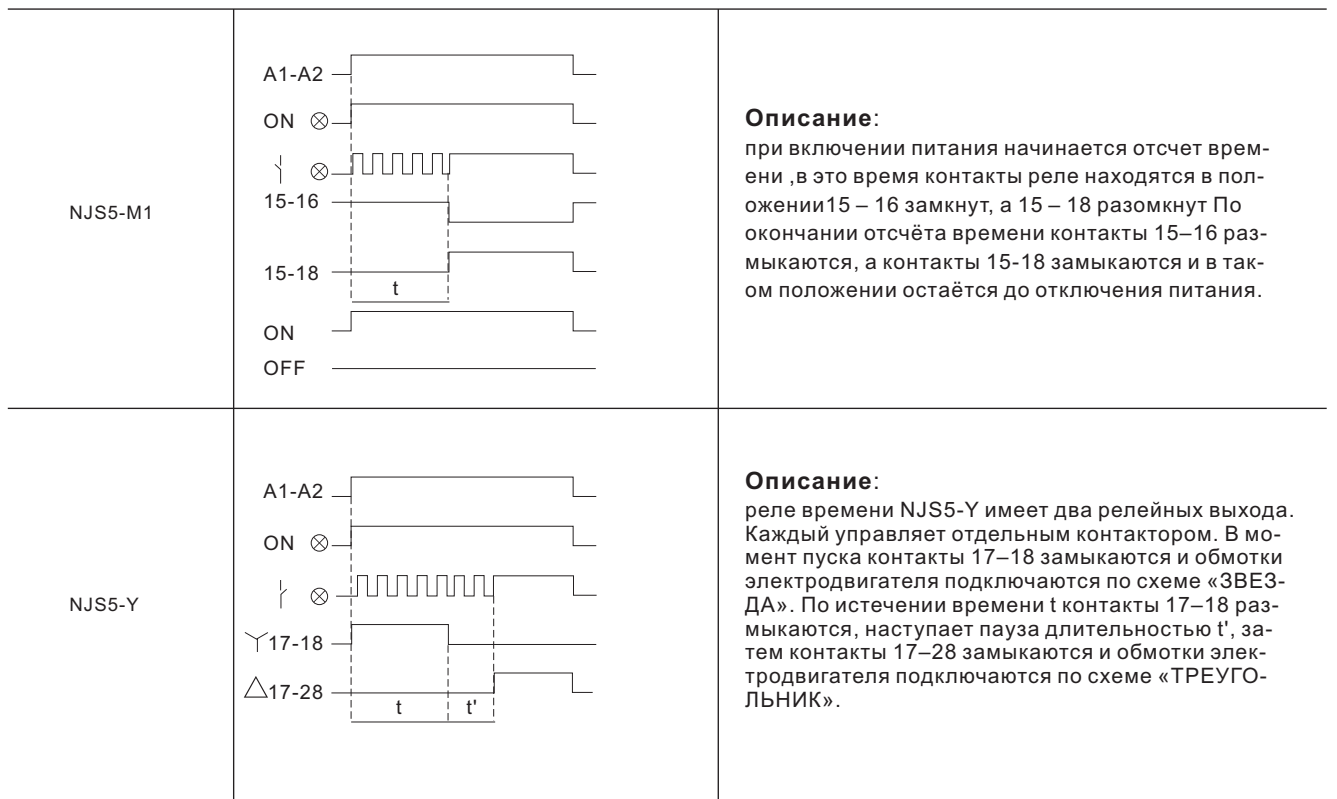 NJS5-M1
A1-A2
ON
15-16
15-18
t
ON
OFF
Описание:
при включении питания начинается отсчет врем-
ени ,в это время контакты реле находятся в пол-
ожении15 – 16 замкнут, а 15 – 18 разомкнут По
окончании отсчёта времени контакты 15–16 раз-
мыкаются, а контакты 15-18 замыкаются и в так-
ом положении остаётся до отключения питания.
NJS5-Y
A1-A2
ON
17-18
17-28
t
t'
Описание:
реле времени NJS5-Y имеет два релейных выхода.
Каждый управляет отдельным контактором. В мо-
мент пуска контакты 17–18 замыкаются и обмотки
электродвигателя подключаются по схеме «ЗВЕЗ-
ДА». По истечении времени t контакты 17–18 раз-
мыкаются, наступает пауза длительностью t', за-
тем контакты 17–28 замыкаются и обмотки элек-
тродвигателя подключаются по схеме «ТРЕУГО-
ЛЬНИК».